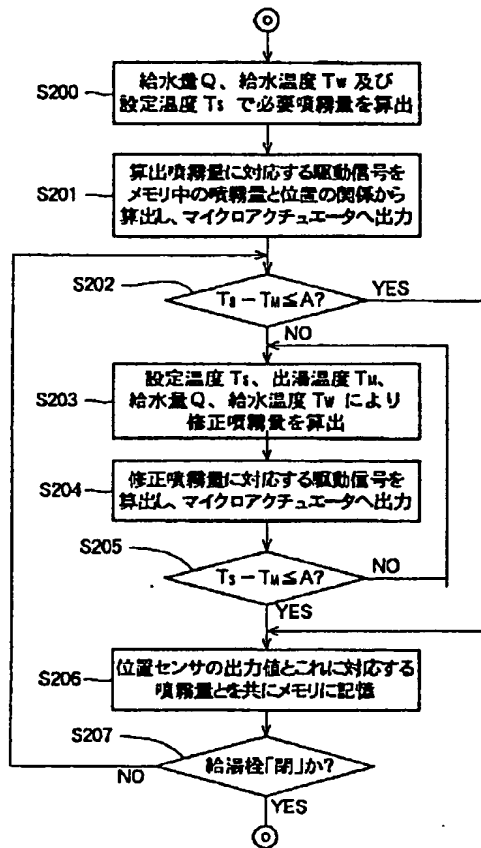 S200
給水量Q、給水温度Tw及び
設定温度Tsで必要噴霧量を算出
S201
算出噴霧量に対応する駆動信号を
メモリ中の噴霧量と位置の関係から
算出し、マイクロアクチュエータへ出力
S202
Ts－TM≦A?
YES
NO
S203
設定温度Ts、出湯温度TM、
給水量Q、給水温度Twにより
修正噴霧量を算出
S204
修正噴霧量に対応する駆動信号を
算出し、マイクロアクチュエータへ出力
S205
Ts－TM≦A?
NO
YES
S206
位置センサの出力値とこれに対応する
噴霧量とを共にメモリに記憶
S207
給湯栓「閉」か?
NO
YES